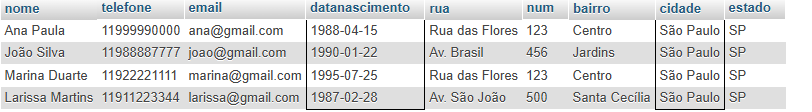 nome telefone email datanascimento rua num bairro cidade estado
Ana Paula 11999990000 ana@gmail.com 1988-04-15 Rua das Flores 123 Centro São Paulo SP
João Silva 11988887777 joao@gmail.com 1990-01-22 Av. Brasil 456 Jardins São Paulo SP
Marina Duarte 11922221111 marina@gmail.com 1995-07-25 Rua das Flores 123 Centro São Paulo SP
Larissa Martins 11911223344 larissa@gmail.com 1987-02-28 Av. São João 500 Santa Cecília São Paulo SP